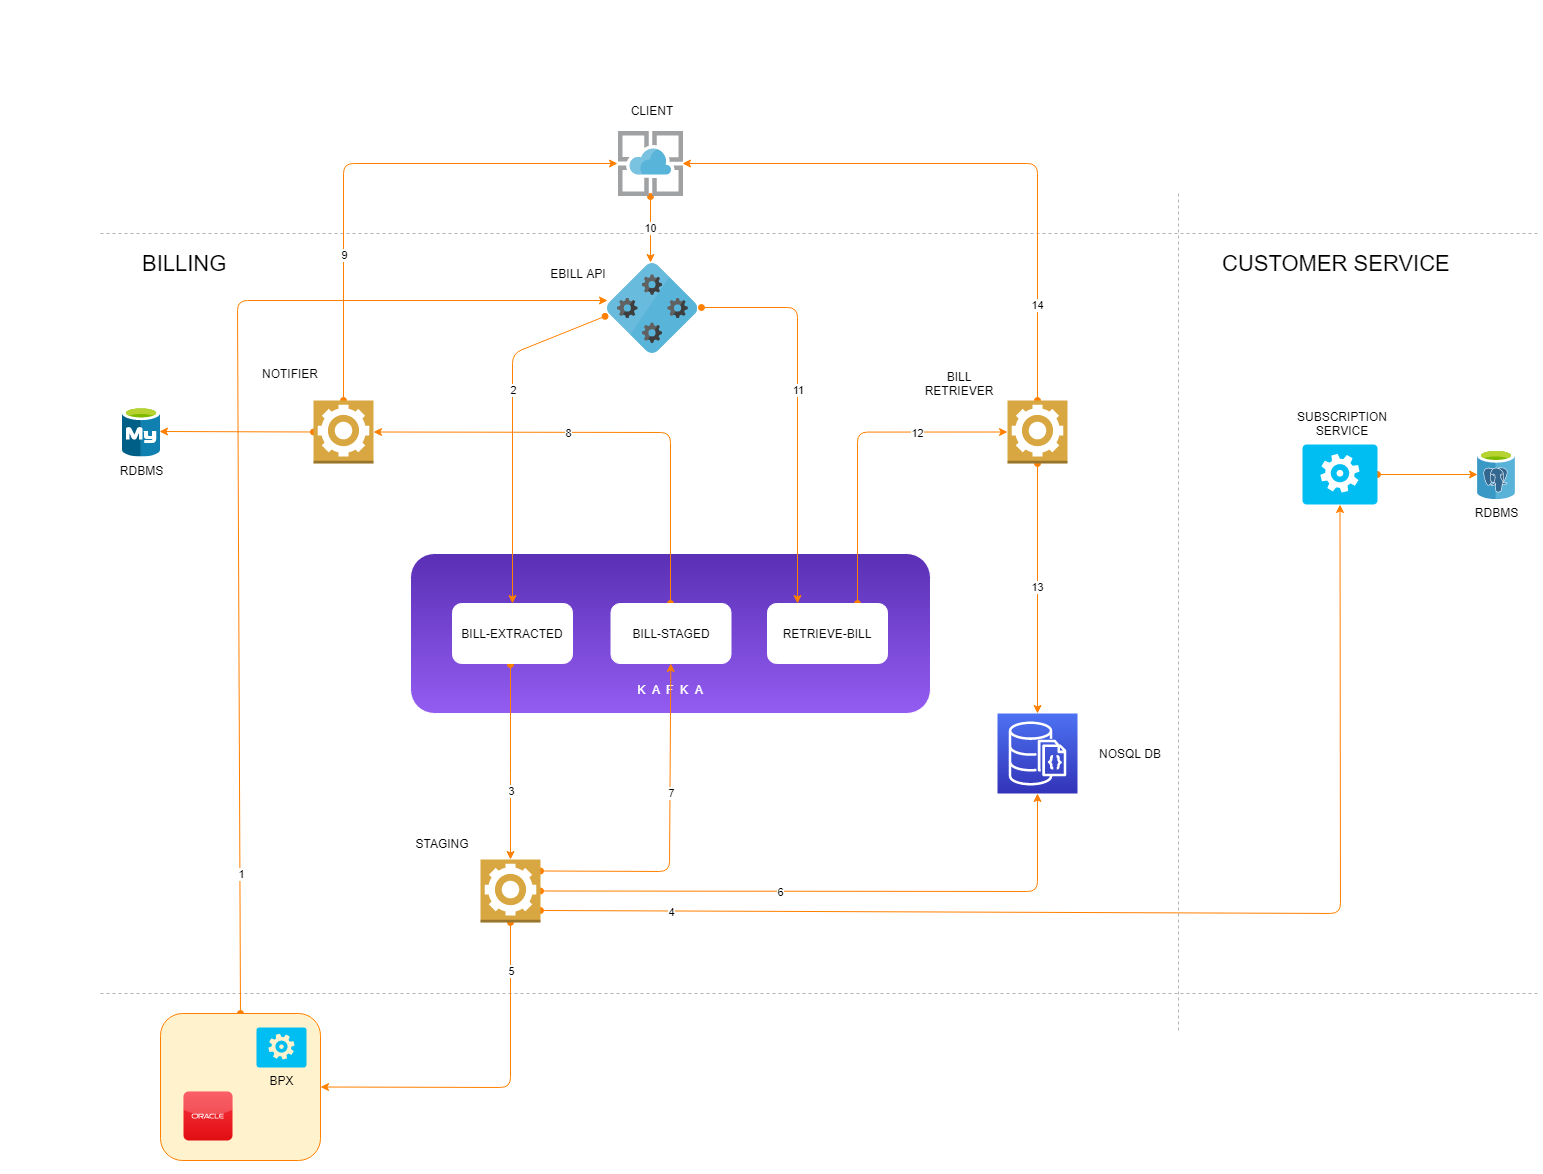 CLIENT
10
BILLING
CUSTOMER SERVICE
9
EBILL API
14
NOTIFIER
BILL
RETRIEVER
2
11
SUBSCRIPTION
SERVICE
My
8
12
RDBMS
RDBMS
13
BILL-EXTRACTED
BILL-STAGED
RETRIEVE-BILL
KAFKA
{}
NOSQL DB
3
7
STAGING
1
6
4
5
BPX
ORACLE